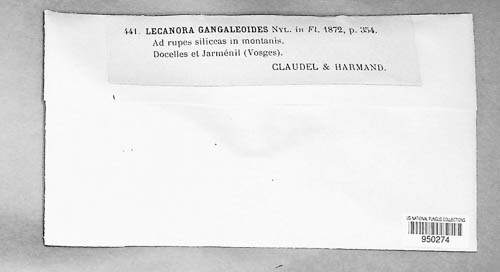 441. LECANORA GANGALEOIDES NYL. in Fl. 1872, p. 354.
Ad rupes siliceas in montanis.
Docelles et Jarménil (Vosges).
CLAUDEL & HARMAND.
US NATIONAL FUNGUS COLLECTIONS
950274